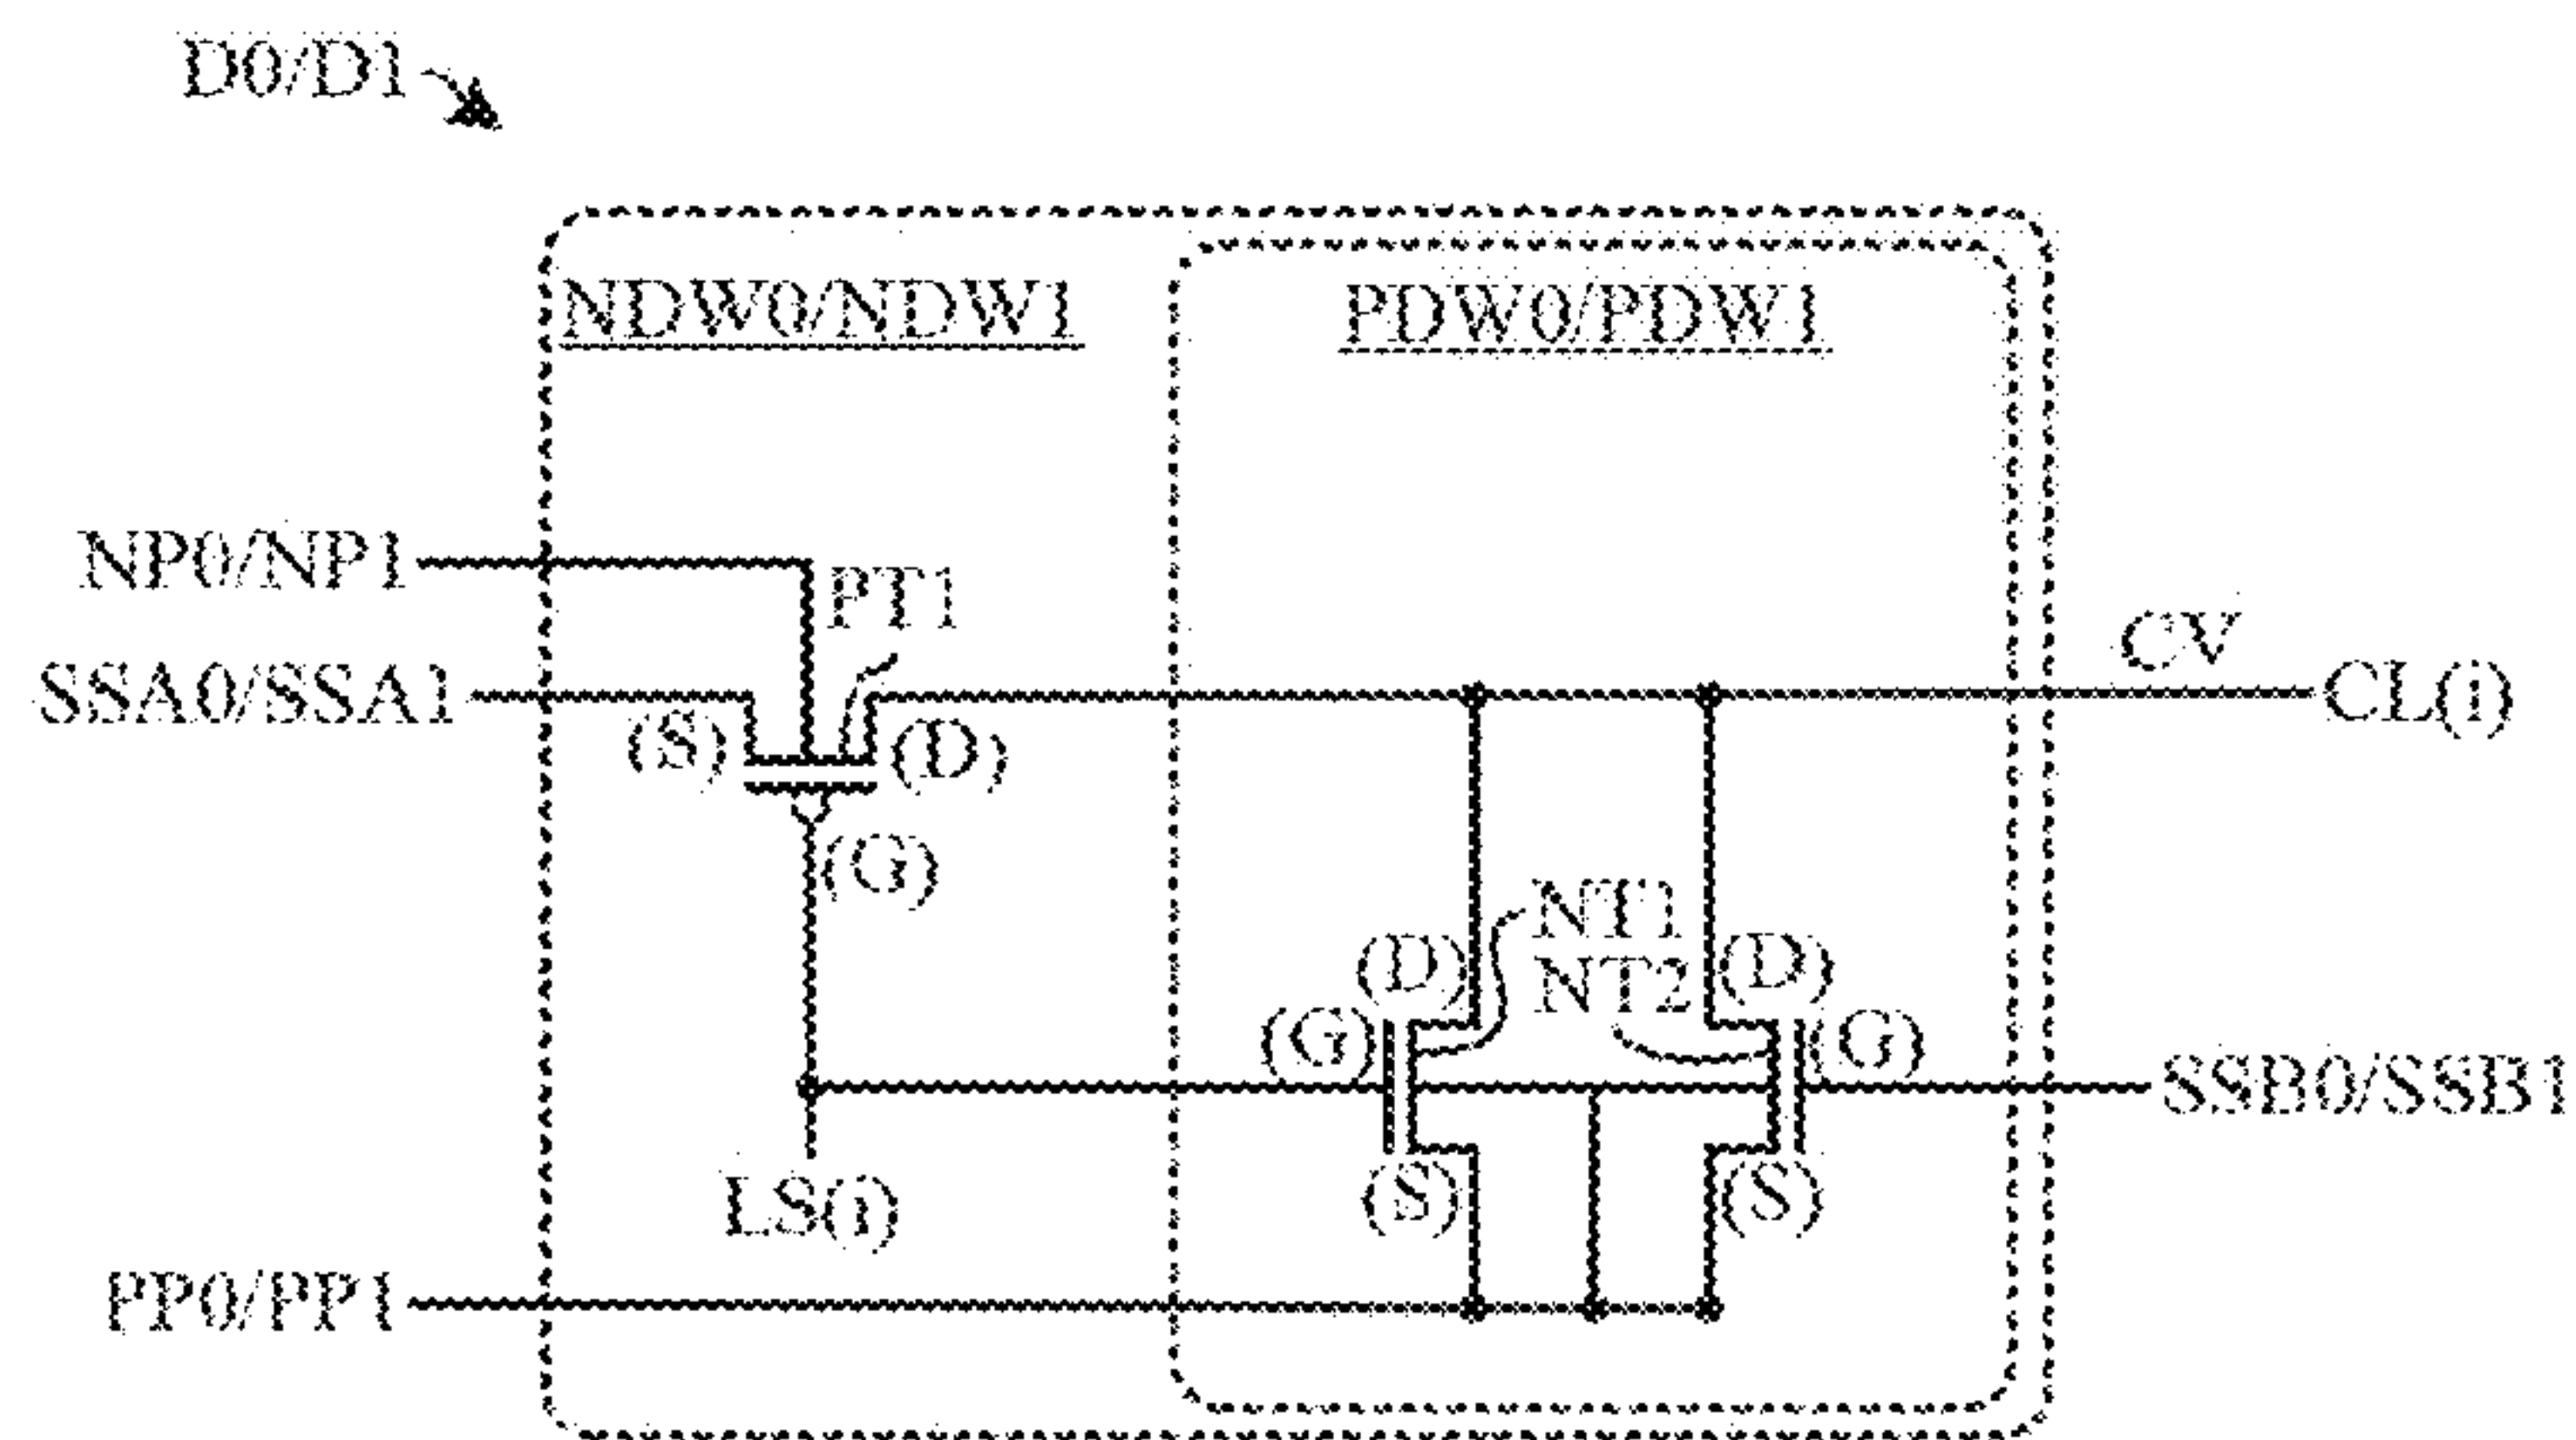 D0/D1
NDW0/NDW1
PDW0/PDW1
NP0/NP1
PT1
SSA0/SSA1
CV
CL(i)
(S)
(D)
(G)
NT1
NT2
(D)
(D)
(G)
(G)
SSB0/SSB1
LS(i)
(S)
(S)
PP0/PP1